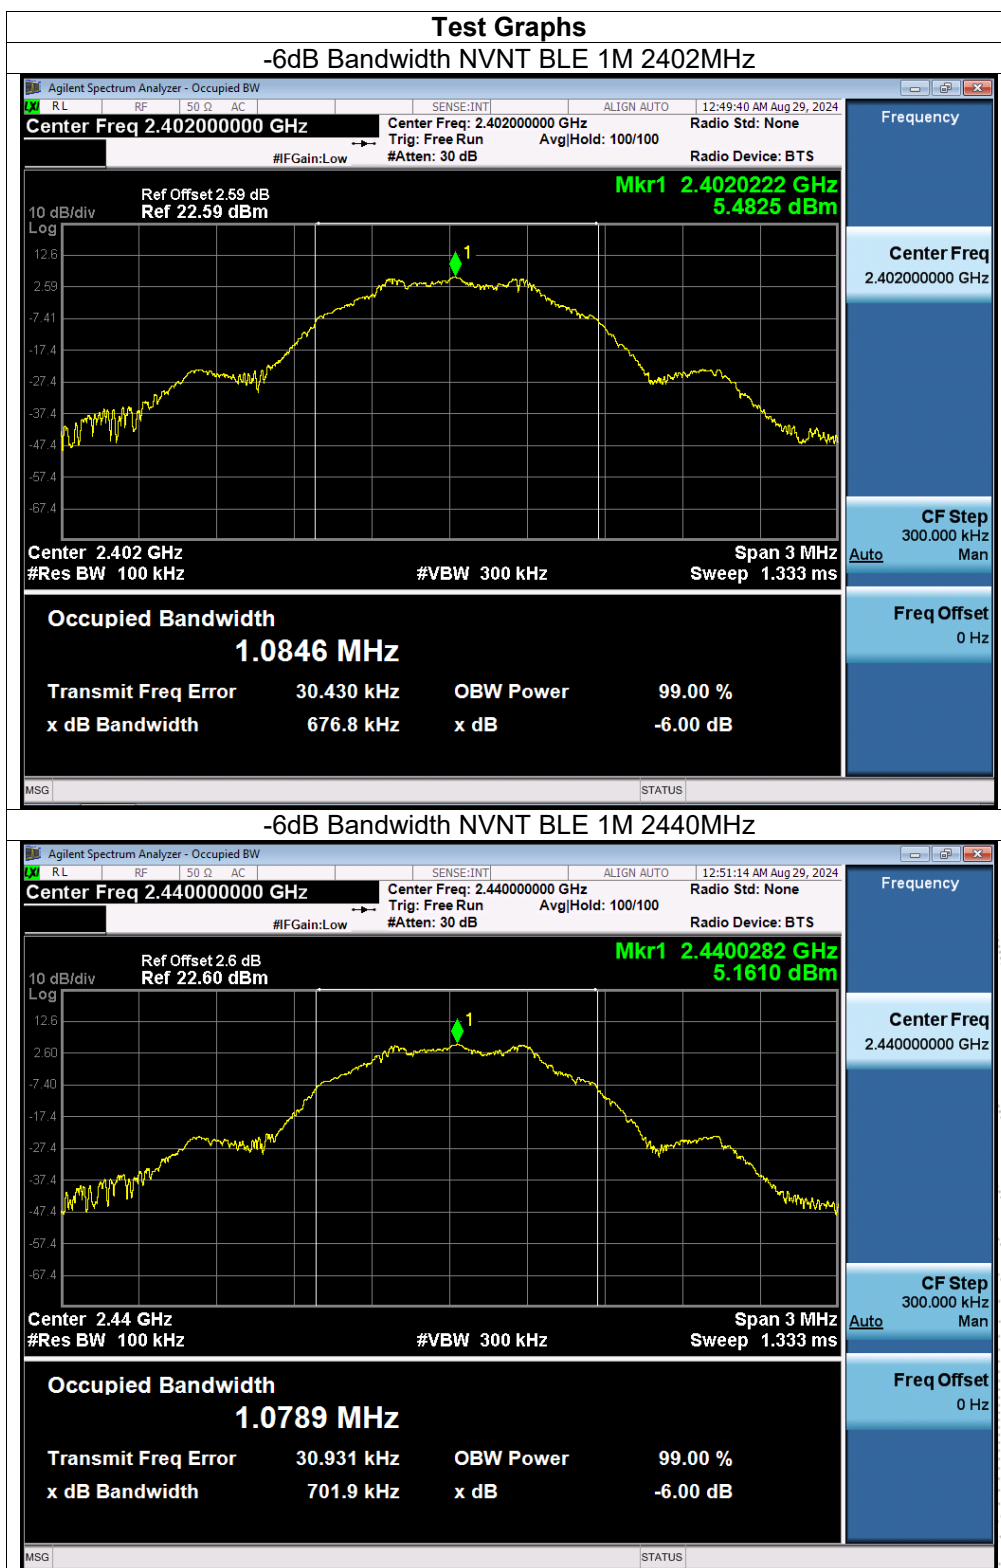 Test Graphs
-6dB Bandwidth NVNT BLE 1M 2402MHz
Agilent Spectrum Analyzer - Occupied BW
LXI RL RF 50 Ω AC SENSE:INT ALIGN AUTO 12:49:40 AM Aug 29, 2024
Center Freq 2.402000000 GHz
Center Freq: 2.402000000 GHz Radio Std: None
Trig: Free Run Avg|Hold: 100/100
#IFGain:Low #Atten: 30 dB Radio Device: BTS
Frequency
Mkr1 2.4020222 GHz
5.4825 dBm
Ref Offset 2.59 dB
10 dB/div Ref 22.59 dBm
Log
1
12.6
2.59
-7.41
-17.4
-27.4
-37.4
-47.4
-57.4
-67.4
Center 2.402 GHz Span 3 MHz
#Res BW 100 kHz #VBW 300 kHz Sweep 1.333 ms
Center Freq
2.402000000 GHz
CF Step
300.000 kHz
Auto Man
Freq Offset
0 Hz
Occupied Bandwidth
1.0846 MHz
Transmit Freq Error 30.430 kHz OBW Power 99.00 %
x dB Bandwidth 676.8 kHz x dB -6.00 dB
MSG STATUS
-6dB Bandwidth NVNT BLE 1M 2440MHz
Agilent Spectrum Analyzer - Occupied BW
LXI RL RF 50 Ω AC SENSE:INT ALIGN AUTO 12:51:14 AM Aug 29, 2024
Center Freq 2.440000000 GHz
Center Freq: 2.440000000 GHz Radio Std: None
Trig: Free Run Avg|Hold: 100/100
#IFGain:Low #Atten: 30 dB Radio Device: BTS
Frequency
Mkr1 2.4400282 GHz
5.1610 dBm
Ref Offset 2.6 dB
10 dB/div Ref 22.60 dBm
Log
1
12.6
2.60
-7.40
-17.4
-27.4
-37.4
-47.4
-57.4
-67.4
Center 2.44 GHz Span 3 MHz
#Res BW 100 kHz #VBW 300 kHz Sweep 1.333 ms
Center Freq
2.440000000 GHz
CF Step
300.000 kHz
Auto Man
Freq Offset
0 Hz
Occupied Bandwidth
1.0789 MHz
Transmit Freq Error 30.931 kHz OBW Power 99.00 %
x dB Bandwidth 701.9 kHz x dB -6.00 dB
MSG STATUS